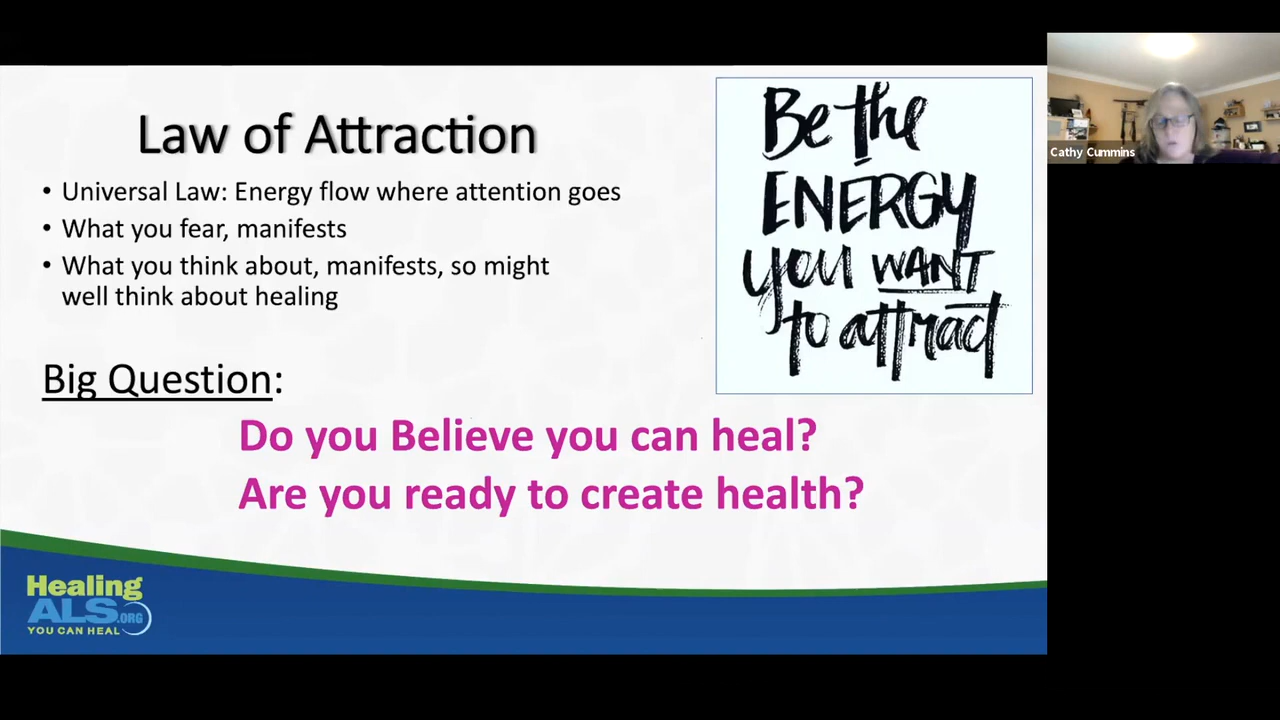 Law of Attraction
• Universal Law: Energy flow where attention goes
• What you fear, manifests
• What you think about, manifests, so might
well think about healing
Big Question:
Do you Believe you can heal?
Are you ready to create health?
Be the
ENERGY
you WANT
to attract
Healing
ALS.ORG
YOU CAN HEAL
Cathy Cummins